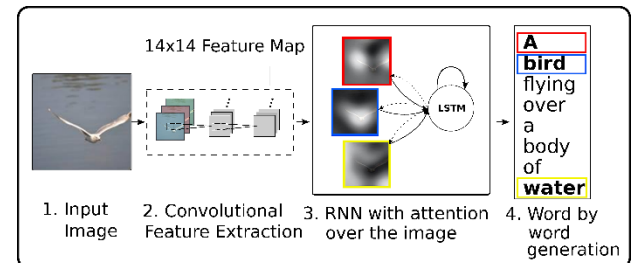 14x14 Feature Map
LSTM
A
bird
flying
over
a
body
of
water
1. Input
Image
2. Convolutional
Feature Extraction
3. RNN with attention
over the image
4. Word by
word
generation